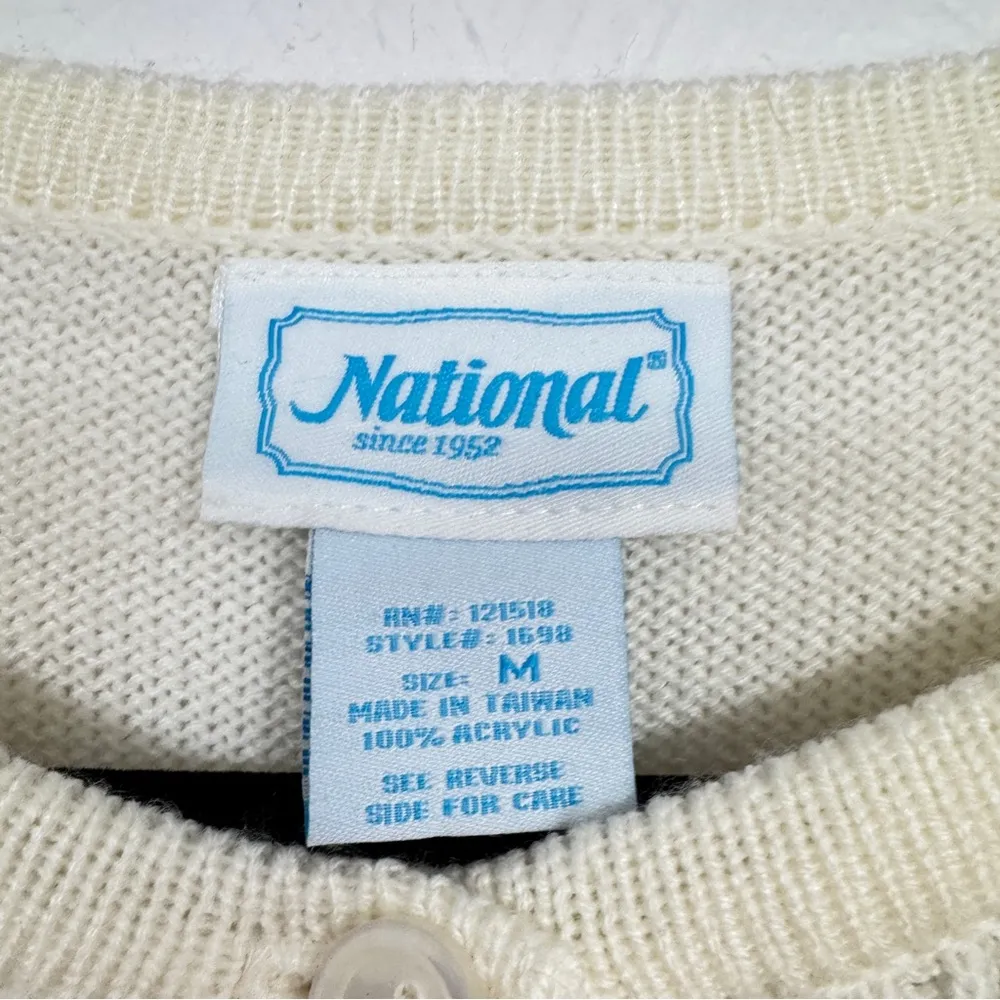 National®
since 1952
RN#: 121518
STYLE#: 1698
SIZE: M
MADE IN TAIWAN
100% ACRYLIC
SEE REVERSE
SIDE FOR CARE